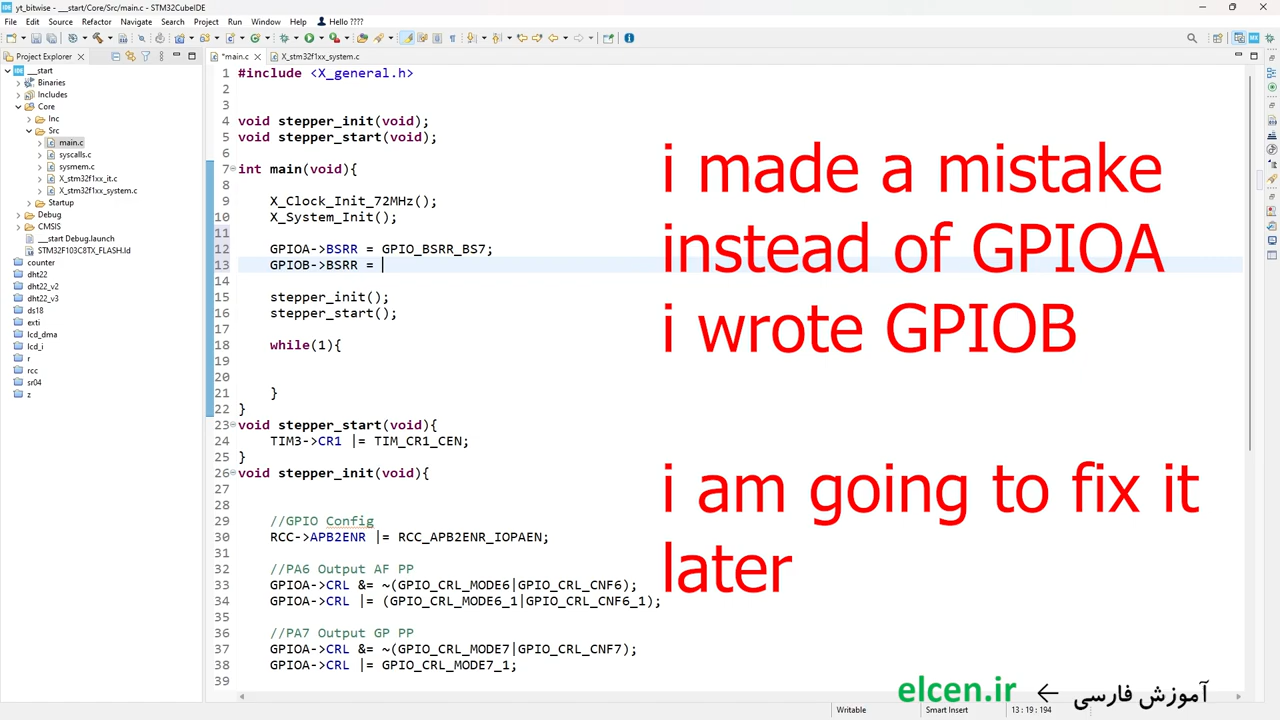 yt_bitwise - __start/Core/Src/main.c - STM32CubeIDE
File Edit Source Refactor Navigate Search Project Run Window Help Hello ????
Project Explorer
*main.c
X_stm32f1xx_system.c
__start
Binaries
Includes
Core
Inc
Src
main.c
syscalls.c
sysmem.c
X_stm32f1xx_it.c
X_stm32f1xx_system.c
Startup
Debug
CMSIS
__start Debug.launch
STM32F103C8TX_FLASH.ld
counter
dht22
dht22_v2
dht22_v3
ds18
exti
lcd_dma
lcd_i
r
rcc
sr04
z
1 #include <X_general.h>
2
3
4 void stepper_init(void);
5 void stepper_start(void);
6
7 int main(void){
8
9 X_Clock_Init_72MHz();
10 X_System_Init();
11
12 GPIOA->BSRR = GPIO_BSRR_BS7;
13 GPIOB->BSRR =
14
15 stepper_init();
16 stepper_start();
17
18 while(1){
19
20
21 }
22 }
23 void stepper_start(void){
24 TIM3->CR1 |= TIM_CR1_CEN;
25 }
26 void stepper_init(void){
27
28
29 //GPIO Config
30 RCC->APB2ENR |= RCC_APB2ENR_IOPAEN;
31
32 //PA6 Output AF PP
33 GPIOA->CRL &= ~(GPIO_CRL_MODE6|GPIO_CRL_CNF6);
34 GPIOA->CRL |= (GPIO_CRL_MODE6_1|GPIO_CRL_CNF6_1);
35
36 //PA7 Output GP PP
37 GPIOA->CRL &= ~(GPIO_CRL_MODE7|GPIO_CRL_CNF7);
38 GPIOA->CRL |= GPIO_CRL_MODE7_1;
39
i made a mistake
instead of GPIOA
i wrote GPIOB
i am going to fix it
later
elcen.ir ← آموزش فارسی
Writable Smart Insert 13 : 19 : 194